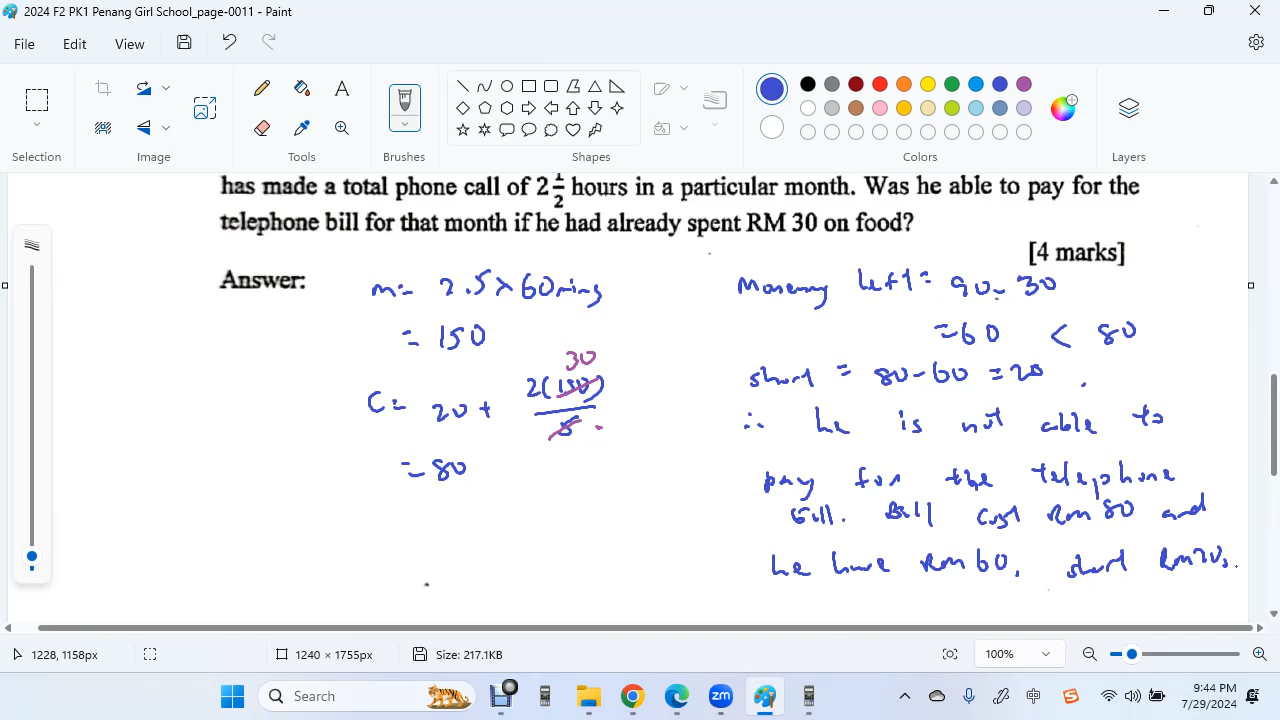 2024 F2 PK1 Penang Girl School_page-0011 - Paint
File Edit View
Selection Image Tools Brushes Shapes Colors Layers
has made a total phone call of 2 1/2 hours in a particular month. Was he able to pay for the
telephone bill for that month if he had already spent RM 30 on food?
[4 marks]
Answer:
m = 2.5 × 60 mins
= 150
C = 20 + 2(150)/5
30
= 80
Monenny left = 90 - 30
= 60 < 80
short = 80 - 60 = 20
∴ he is not able to
pay for the telephone
bill. Bill cost Rm 80 and
he have Rm 60, short Rm20.
1228, 1158px 1240 × 1755px Size: 217.1KB 100%
Search
zm
中
S
9:44 PM
7/29/2024